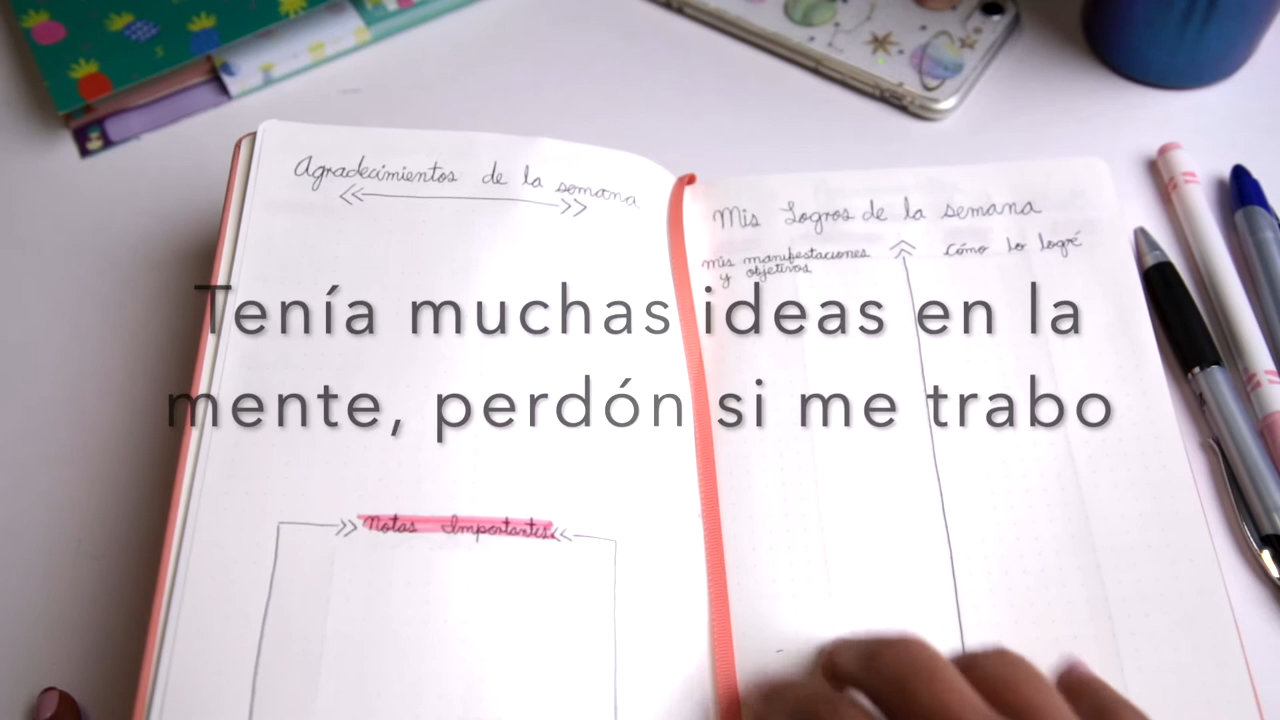 Agradecimientos de la semana
Mis Logros de la semana
mis manifestaciones
y objetivos
Cómo lo logré
Tenía muchas ideas en la
mente, perdón si me trabo
Notas Importantes